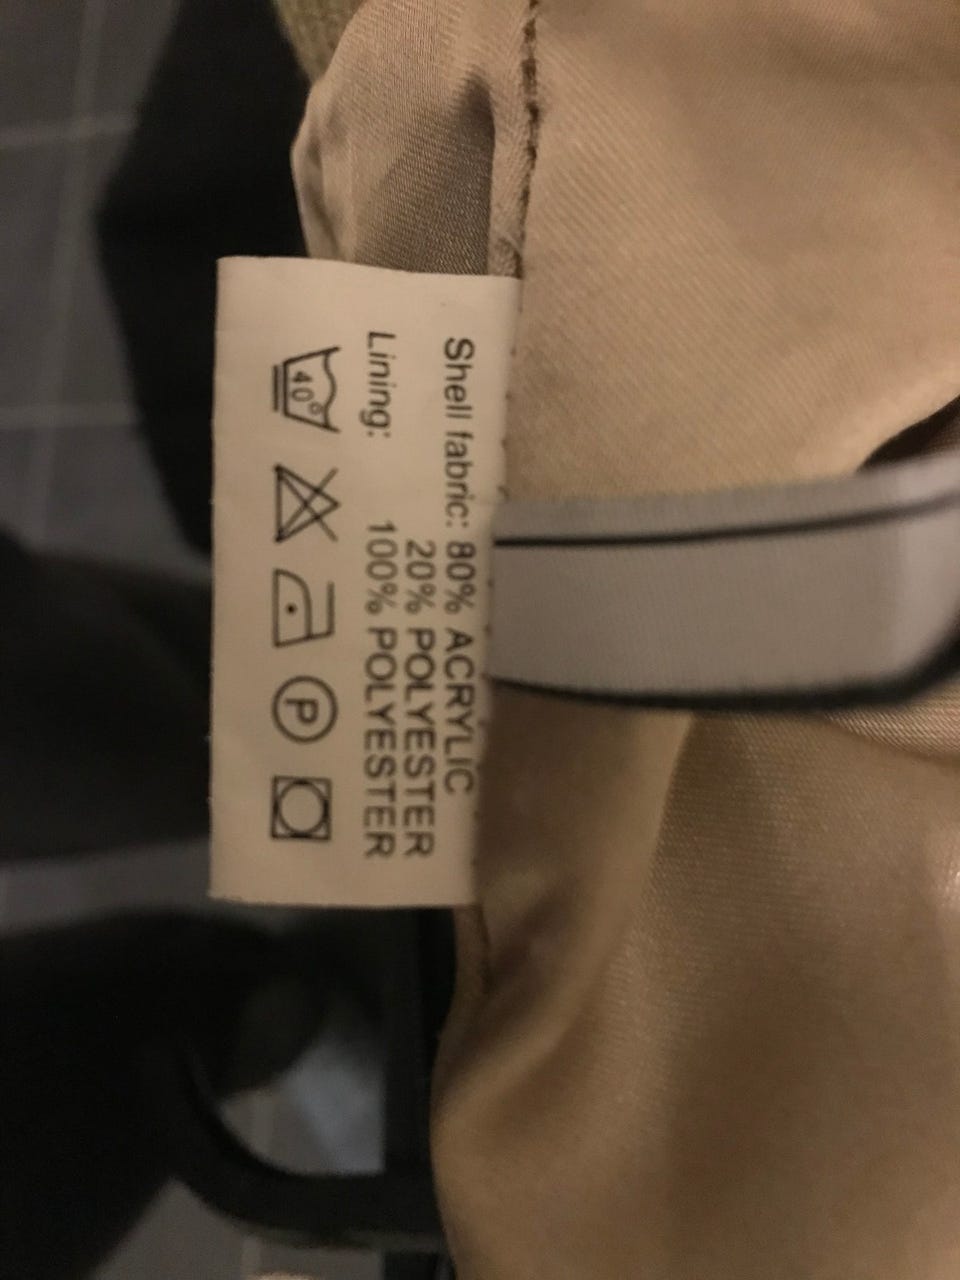 Shell fabric: 80% ACRYLIC
20% POLYESTER
Lining: 100% POLYESTER
40° P